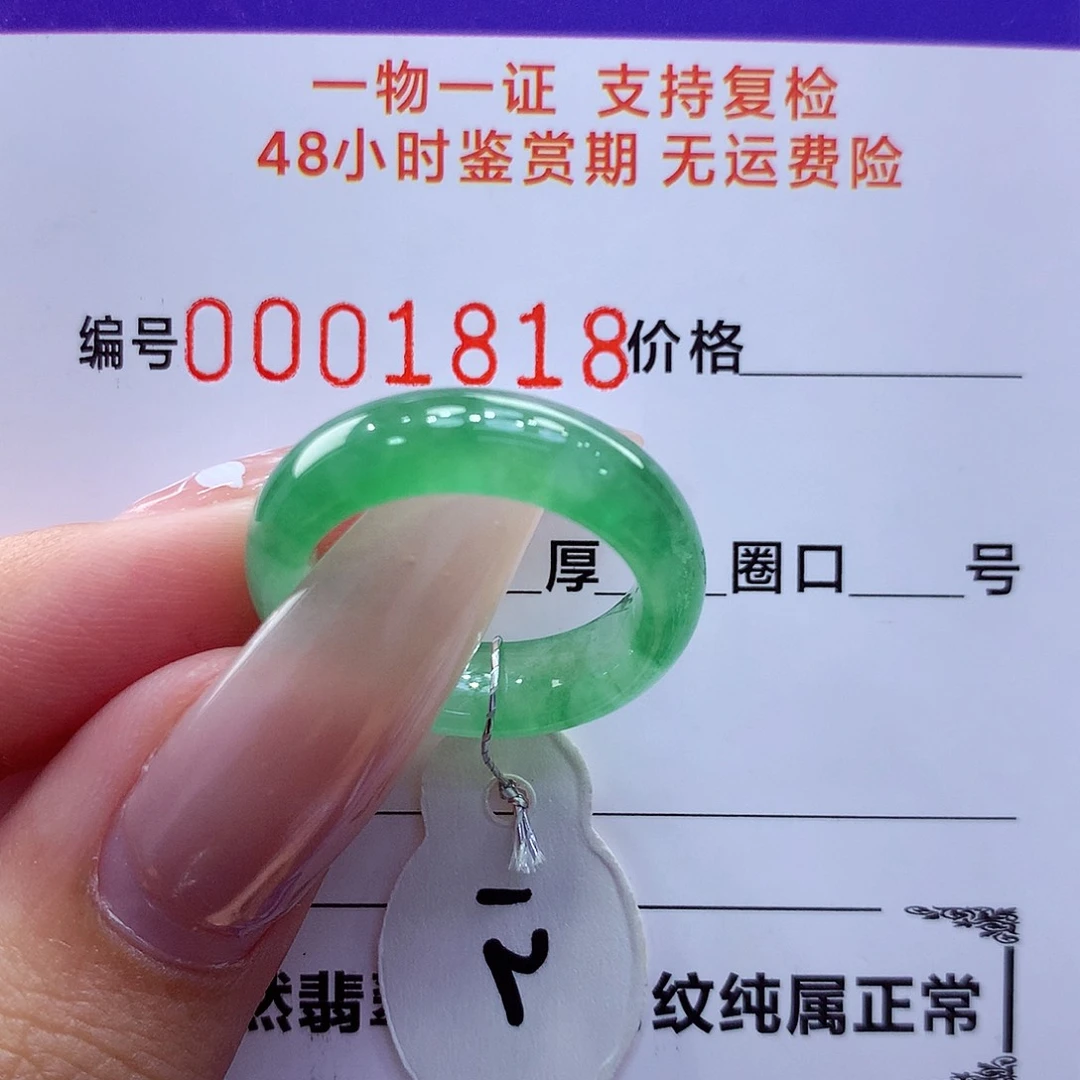 一物一证 支持复检
48小时鉴赏期 无运费险
编号0001818价格
厚 圈口 号
然翡 纹纯属正常